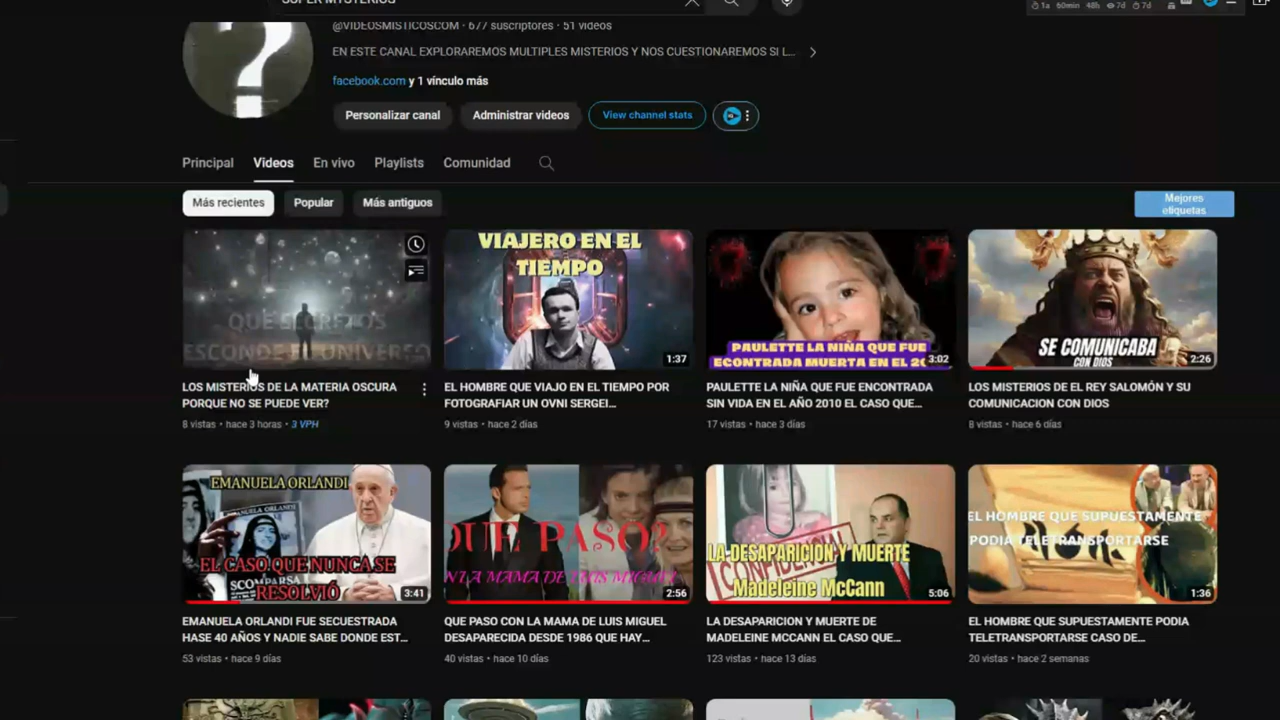 SUPER MYSTERIOS
1a 60min 48h 7d 7d
@VIDEOSMISTICOSCOM · 677 suscriptores · 51 videos
EN ESTE CANAL EXPLORAREMOS MULTIPLES MISTERIOS Y NOS CUESTIONAREMOS SI L...
facebook.com y 1 vínculo más
Personalizar canal Administrar videos View channel stats
Principal Videos En vivo Playlists Comunidad
Más recientes Popular Más antiguos
Mejores
etiquetas
QUE SECRETOS
ESCONDE EL UNIVERSO
VIAJERO EN EL
TIEMPO
1:37
PAULETTE LA NIÑA QUE FUE
3:02
SE COMUNICABA
CON DIOS
2:26
LOS MISTERIOS DE LA MATERIA OSCURA
PORQUE NO SE PUEDE VER?
8 vistas · hace 3 horas · 3 VPH
EL HOMBRE QUE VIAJO EN EL TIEMPO POR
FOTOGRAFIAR UN OVNI SERGEI...
9 vistas · hace 2 días
PAULETTE LA NIÑA QUE FUE ENCONTRADA
SIN VIDA EN EL AÑO 2010 EL CASO QUE...
17 vistas · hace 3 días
LOS MISTERIOS DE EL REY SALOMÓN Y SU
COMUNICACION CON DIOS
8 vistas · hace 6 días
EMANUELA ORLANDI
EL CASO QUE NUNCA SE
RESOLVIÓ
3:41
QUE PASO?
2:56
LA DESAPARICION Y MUERTE
Madeleine McCann
5:06
EL HOMBRE QUE SUPUESTAMENTE
PODIA TELETRANSPORTARSE
1:36
EMANUELA ORLANDI FUE SECUESTRADA
HASE 40 AÑOS Y NADIE SABE DONDE EST...
53 vistas · hace 9 días
QUE PASO CON LA MAMA DE LUIS MIGUEL
DESAPARECIDA DESDE 1986 QUE HAY...
40 vistas · hace 10 días
LA DESAPARICION Y MUERTE DE
MADELEINE MCCANN EL CASO QUE...
123 vistas · hace 13 días
EL HOMBRE QUE SUPUESTAMENTE PODIA
TELETRANSPORTARSE CASO DE...
20 vistas · hace 2 semanas